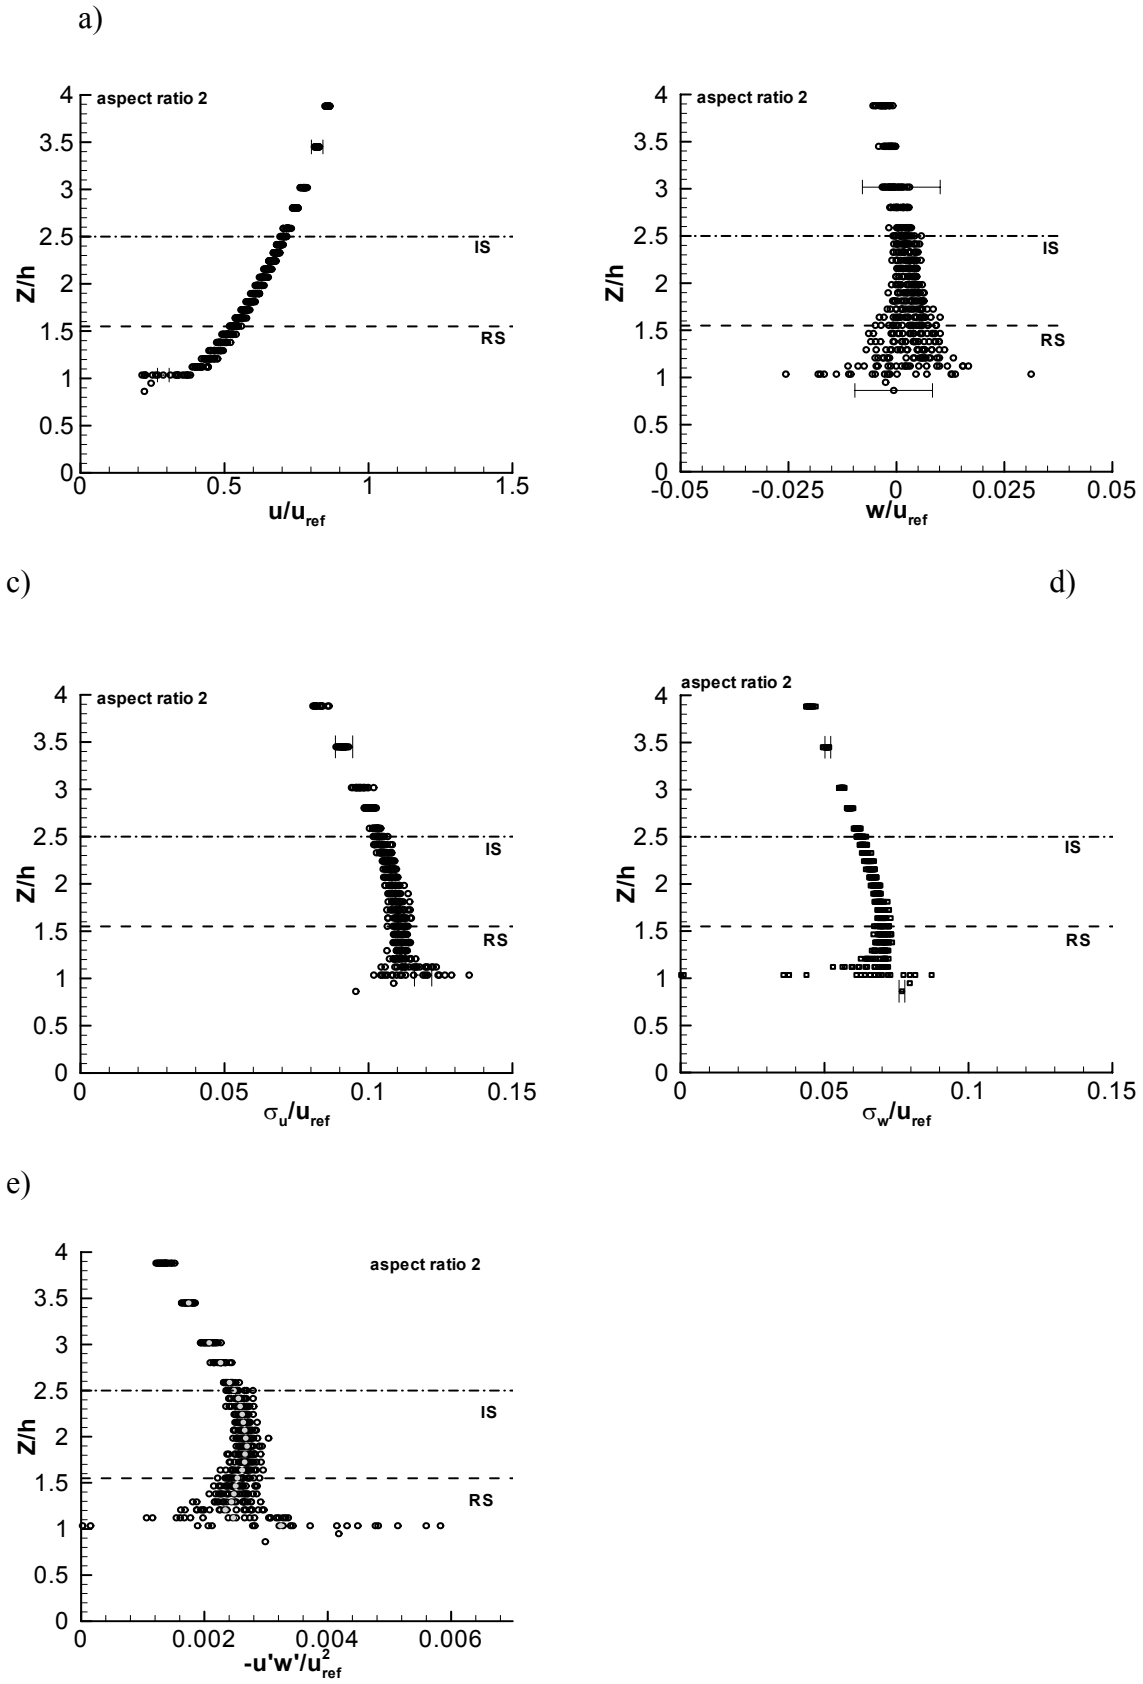 a)
aspect ratio 2
4
3.5
3
2.5
2
1.5
1
0.5
0
Z/h
IS
RS
0 0.5 1 1.5
u/u_ref
aspect ratio 2
4
3.5
3
2.5
2
1.5
1
0.5
0
Z/h
IS
RS
-0.05 -0.025 0 0.025 0.05
w/u_ref
c)
d)
aspect ratio 2
4
3.5
3
2.5
2
1.5
1
0.5
0
Z/h
IS
RS
0 0.05 0.1 0.15
σ_u/u_ref
aspect ratio 2
4
3.5
3
2.5
2
1.5
1
0.5
0
Z/h
IS
RS
0 0.05 0.1 0.15
σ_w/u_ref
e)
aspect ratio 2
4
3.5
3
2.5
2
1.5
1
0.5
0
Z/h
IS
RS
0 0.002 0.004 0.006
-u'w'/u²_ref